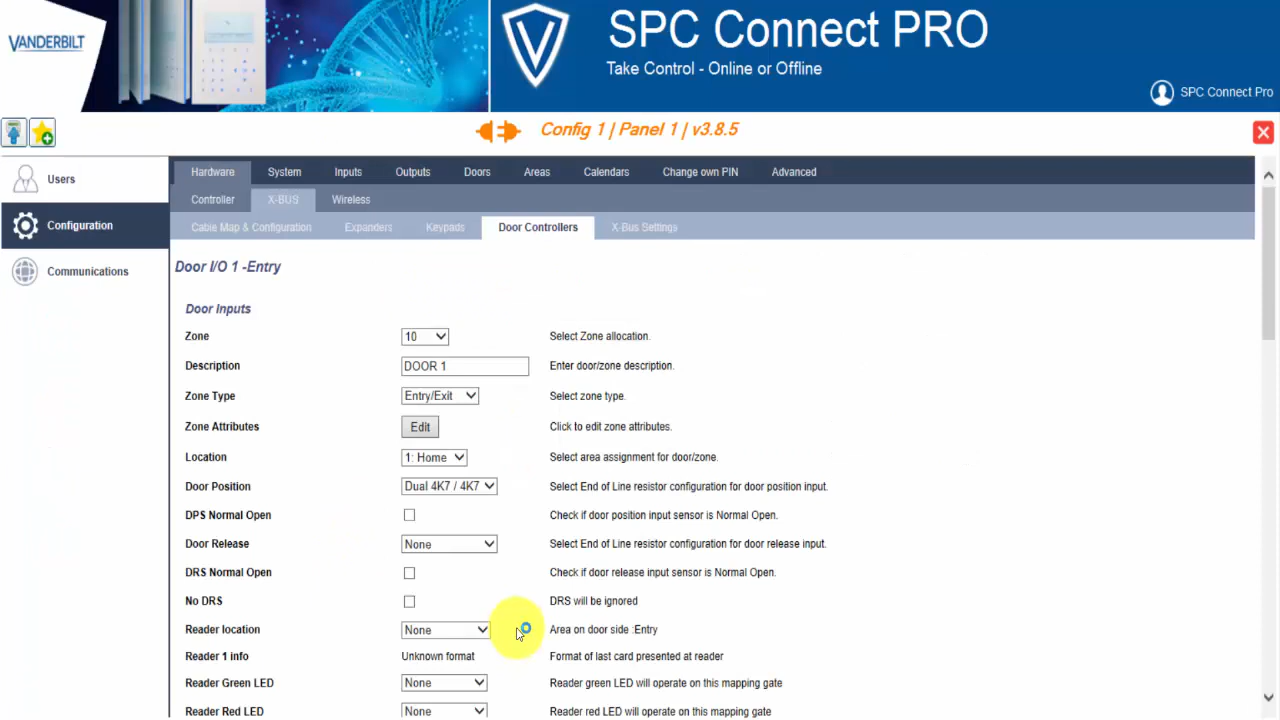 VANDERBILT
SPC Connect PRO
Take Control - Online or Offline
SPC Connect Pro
Config 1 | Panel 1 | v3.8.5
Users
Configuration
Communications
Hardware System Inputs Outputs Doors Areas Calendars Change own PIN Advanced
Controller X-BUS Wireless
Cable Map & Configuration Expanders Keypads Door Controllers X-Bus Settings
Door I/O 1 -Entry
Door Inputs
Zone 10 Select Zone allocation.
Description DOOR 1 Enter door/zone description.
Zone Type Entry/Exit Select zone type.
Zone Attributes Edit Click to edit zone attributes.
Location 1: Home Select area assignment for door/zone.
Door Position Dual 4K7 / 4K7 Select End of Line resistor configuration for door position input.
DPS Normal Open Check if door position input sensor is Normal Open.
Door Release None Select End of Line resistor configuration for door release input.
DRS Normal Open Check if door release input sensor is Normal Open.
No DRS DRS will be ignored
Reader location None Area on door side :Entry
Reader 1 info Unknown format Format of last card presented at reader
Reader Green LED None Reader green LED will operate on this mapping gate
Reader Red LED None Reader red LED will operate on this mapping gate